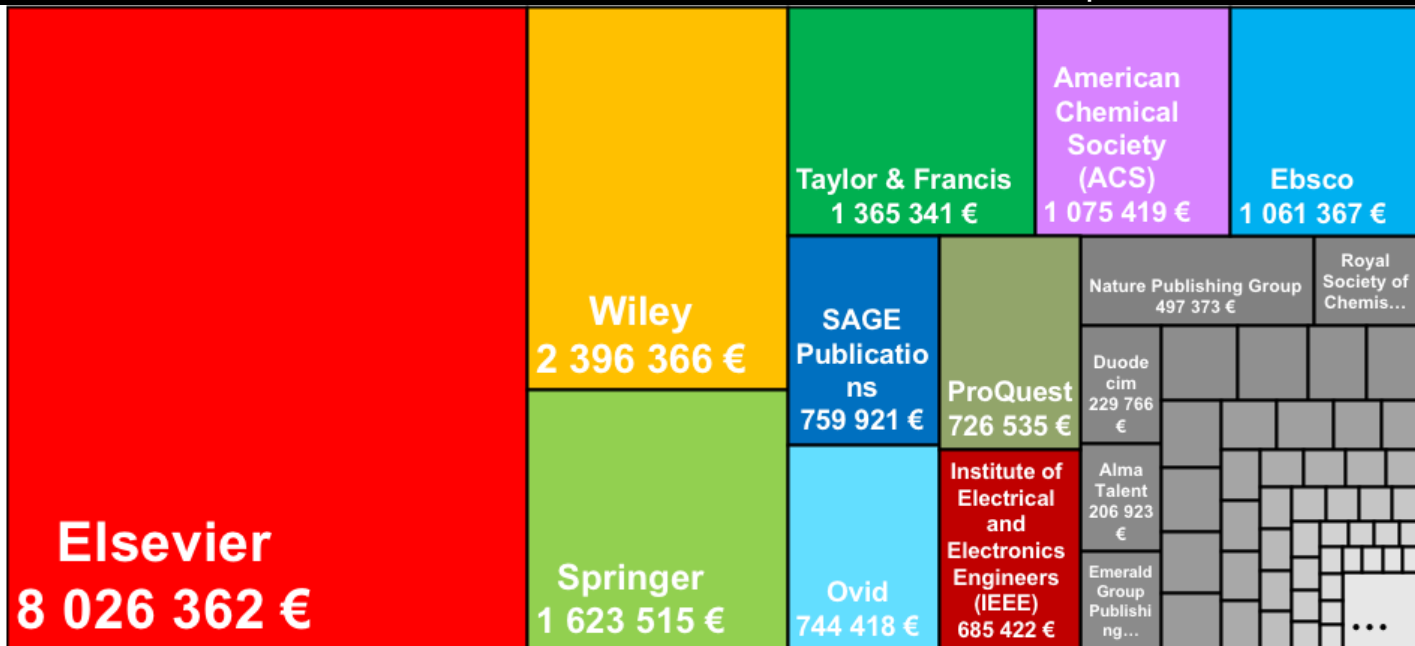 Elsevier
8 026 362 €
Wiley
2 396 366 €
Springer
1 623 515 €
Taylor & Francis
1 365 341 €
American
Chemical
Society
(ACS)
1 075 419 €
Ebsco
1 061 367 €
SAGE
Publicatio
ns
759 921 €
Ovid
744 418 €
ProQuest
726 535 €
Institute of
Electrical
and
Electronics
Engineers
(IEEE)
685 422 €
Nature Publishing Group
497 373 €
Royal
Society of
Chemis...
Duode
cim
229 766
€
Alma
Talent
206 923
€
Emerald
Group
Publishi
ng...
...